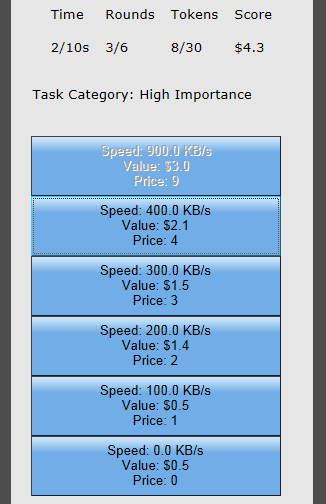 Time Rounds Tokens Score
2/10s 3/6 8/30 $4.3
Task Category: High Importance
Speed: 900.0 KB/s
Value: $3.0
Price: 9
Speed: 400.0 KB/s
Value: $2.1
Price: 4
Speed: 300.0 KB/s
Value: $1.5
Price: 3
Speed: 200.0 KB/s
Value: $1.4
Price: 2
Speed: 100.0 KB/s
Value: $0.5
Price: 1
Speed: 0.0 KB/s
Value: $0.5
Price: 0